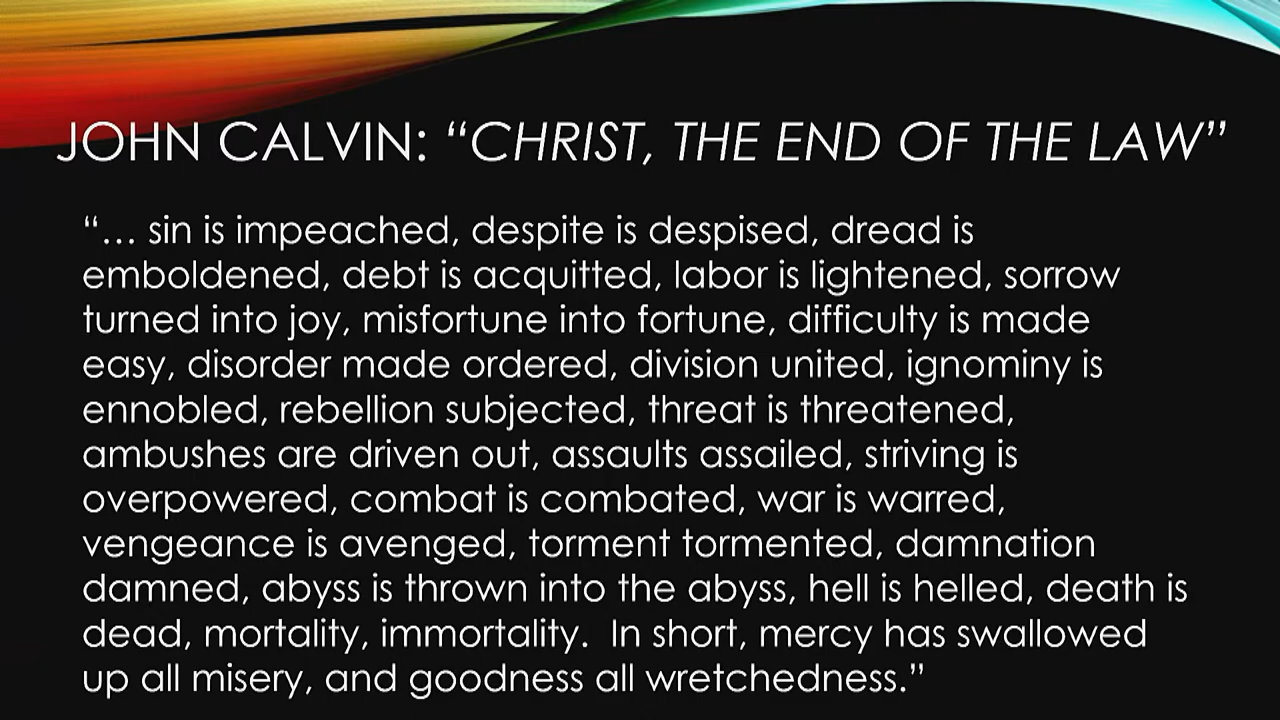 JOHN CALVIN: “CHRIST, THE END OF THE LAW”
“… sin is impeached, despite is despised, dread is
emboldened, debt is acquitted, labor is lightened, sorrow
turned into joy, misfortune into fortune, difficulty is made
easy, disorder made ordered, division united, ignominy is
ennobled, rebellion subjected, threat is threatened,
ambushes are driven out, assaults assailed, striving is
overpowered, combat is combated, war is warred,
vengeance is avenged, torment tormented, damnation
damned, abyss is thrown into the abyss, hell is helled, death is
dead, mortality, immortality.  In short, mercy has swallowed
up all misery, and goodness all wretchedness.”